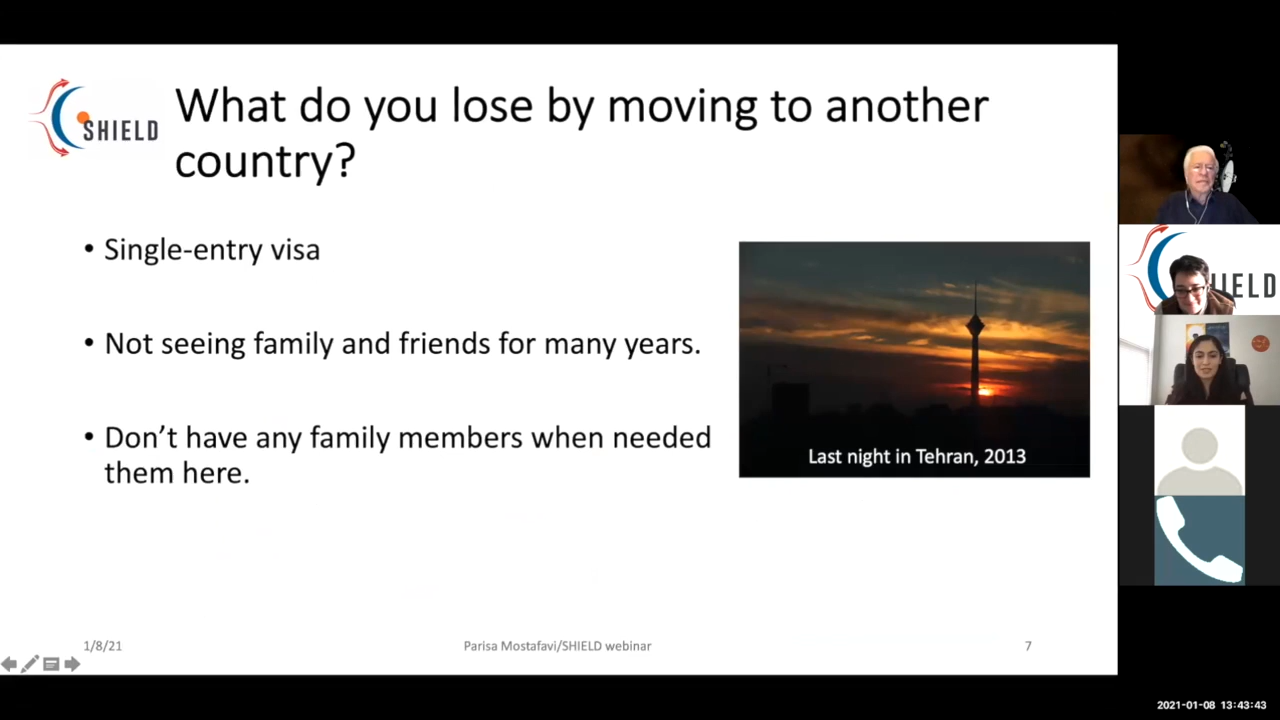 SHIELD
What do you lose by moving to another
country?
• Single-entry visa
• Not seeing family and friends for many years.
• Don’t have any family members when needed
them here.
Last night in Tehran, 2013
1/8/21
Parisa Mostafavi/SHIELD webinar
7
IELD
2021-01-08 13:43:43